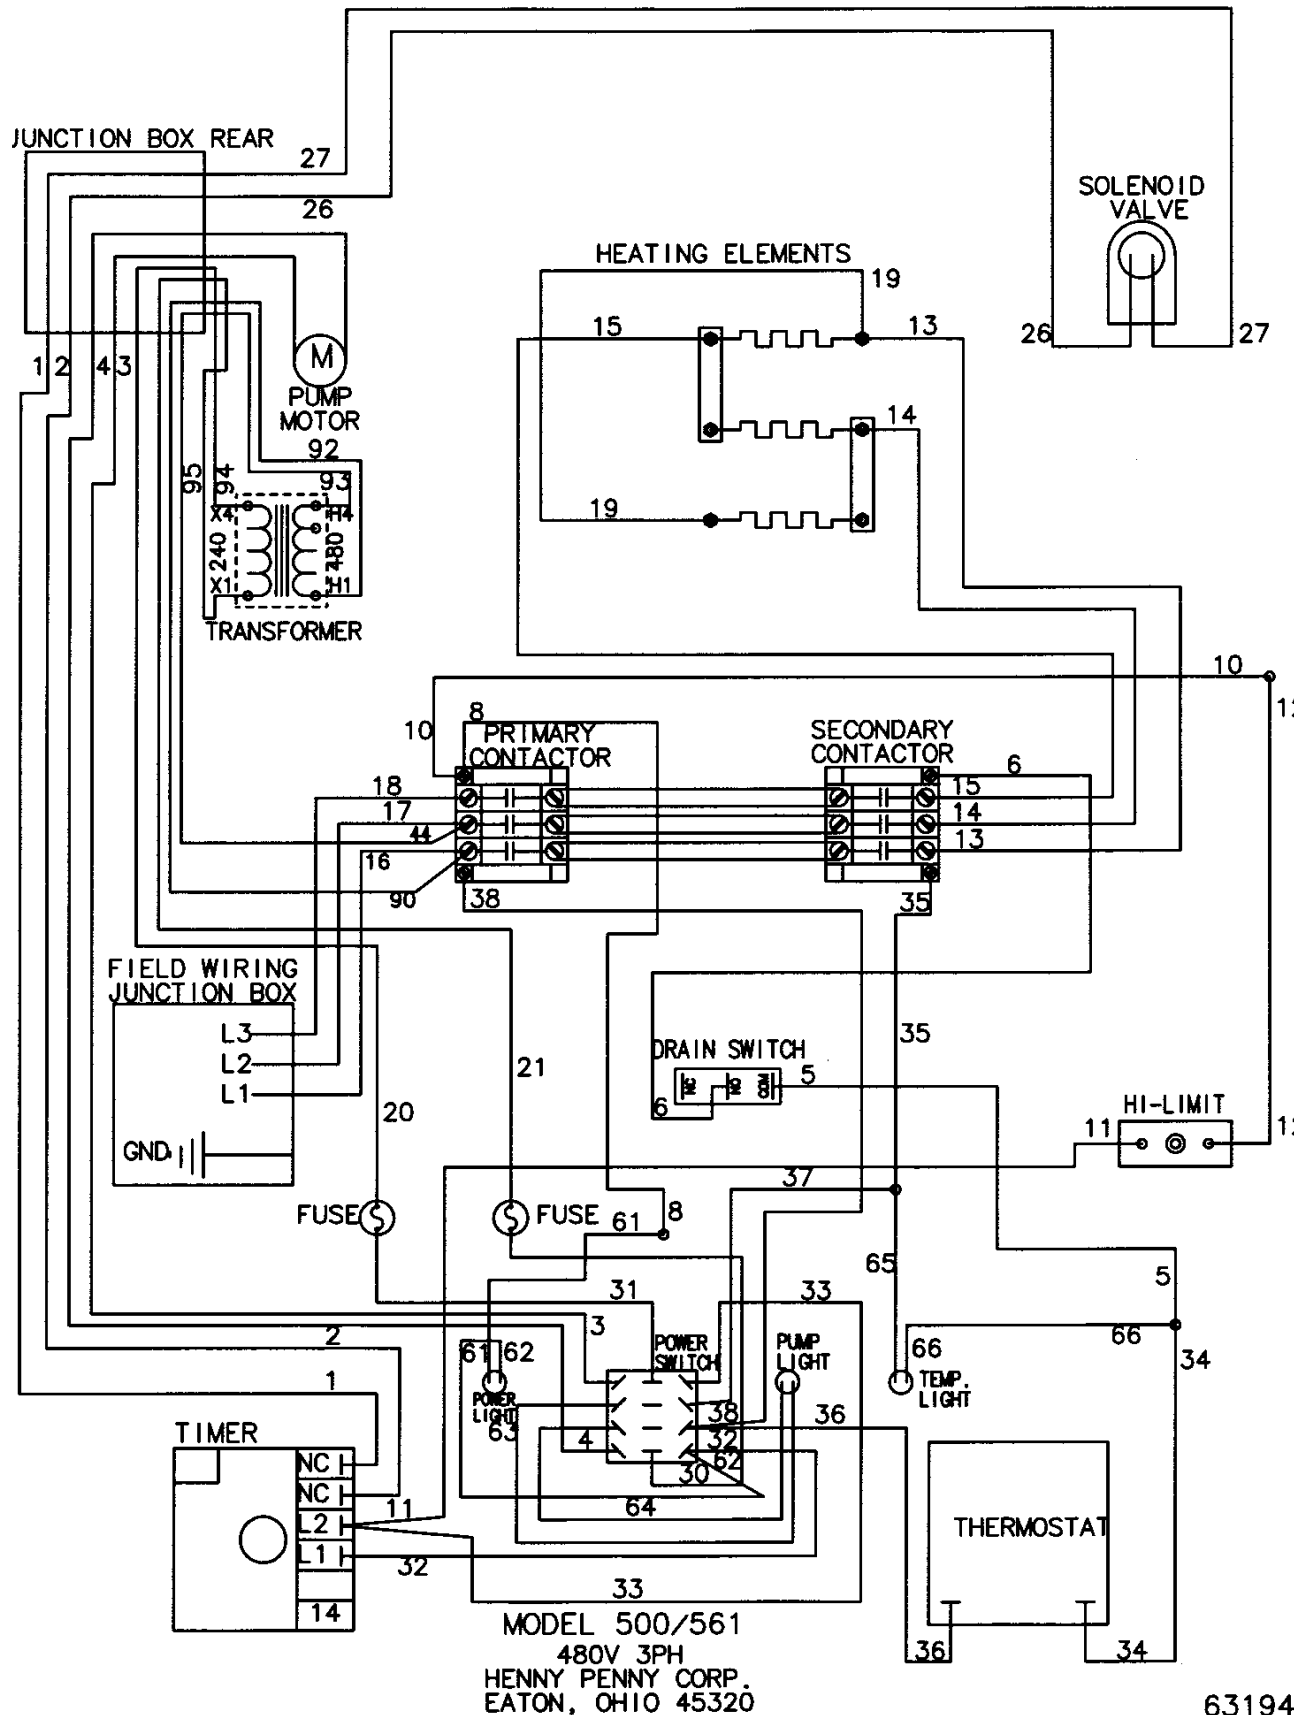 JUNCTION BOX REAR
27
26
SOLENOID
VALVE
HEATING ELEMENTS
19
15
13
26
27
1 2 4 3
M
PUMP
MOTOR
14
92
95
94
93
19
X4
H4
240
480
X1
H1
TRANSFORMER
10
8
10
PRIMARY
CONTACTOR
SECONDARY
CONTACTOR
6
18
15
17
14
44
13
16
90
38
35
FIELD WIRING
JUNCTION BOX
L3
L2
L1
GND
35
21
20
DRAIN SWITCH
NC
NO
COM
5
6
HI-LIMIT
11
37
FUSE
FUSE
61
8
65
5
31
33
2
3
61
62
POWER
SWITCH
PUMP
LIGHT
66
66
34
1
POWER
LIGHT
TEMP.
LIGHT
63
38
36
4
32
62
30
TIMER
NC
NC
11
64
L2
L1
32
THERMOSTAT
33
14
36
34
MODEL 500/561
480V 3PH
HENNY PENNY CORP.
EATON, OHIO 45320
63194